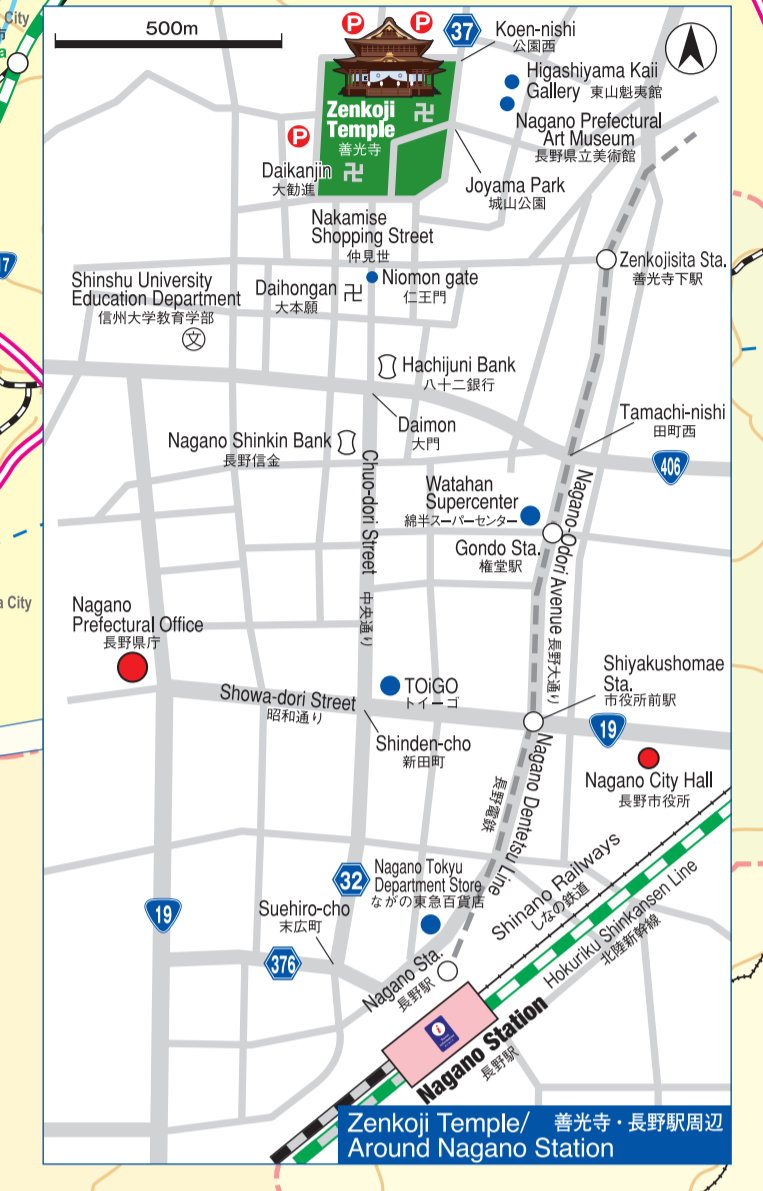 City
市
a
17
a City
500m
P
P
37
Koen-nishi
公園西
Higashiyama Kaii
Gallery 東山魁夷館
Nagano Prefectural
Art Museum
長野県立美術館
Zenkoji
Temple
善光寺
卍
P
Daikanjin
大勧進
卍
Joyama Park
城山公園
Nakamise
Shopping Street
仲見世
Zenkojisita Sta.
善光寺下駅
Shinshu University
Education Department
信州大学教育学部
文
Daihongan
大本願
卍
Niomon gate
仁王門
Hachijuni Bank
八十二銀行
Daimon
大門
Tamachi-nishi
田町西
Nagano Shinkin Bank
長野信金
406
Chuo-dori Street 中央通り
Watahan
Supercenter
綿半スーパーセンター
Gondo Sta.
権堂駅
Nagano-Odori Avenue 長野大通り
Nagano
Prefectural Office
長野県庁
Showa-dori Street
昭和通り
TOiGO
トイーゴ
Shiyakushomae
Sta.
市役所前駅
19
Shinden-cho
新田町
Nagano City Hall
長野市役所
Nagano Dentetsu Line
長野電鉄
32
Nagano Tokyu
Department Store
ながの東急百貨店
Shinano Railways
しなの鉄道
Hokuriku Shinkansen Line
北陸新幹線
19
Suehiro-cho
末広町
376
Nagano Sta.
長野駅
i
Nagano Station
長野駅
Zenkoji Temple/ 善光寺・長野駅周辺
Around Nagano Station